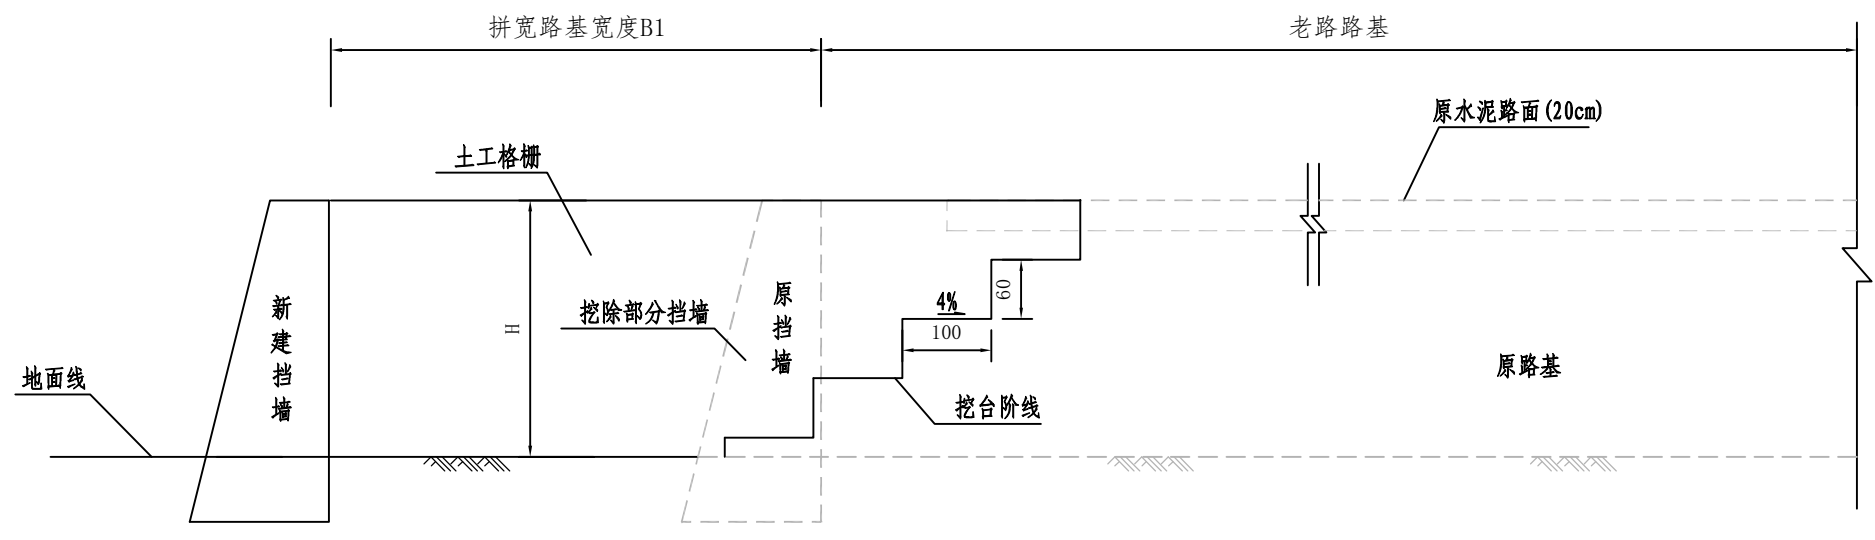 拼宽路基宽度B1
老路路基
原水泥路面(20cm)
土工格栅
新建挡墙
H
挖除部分挡墙
原挡墙
4%
100
60
地面线
挖台阶线
原路基